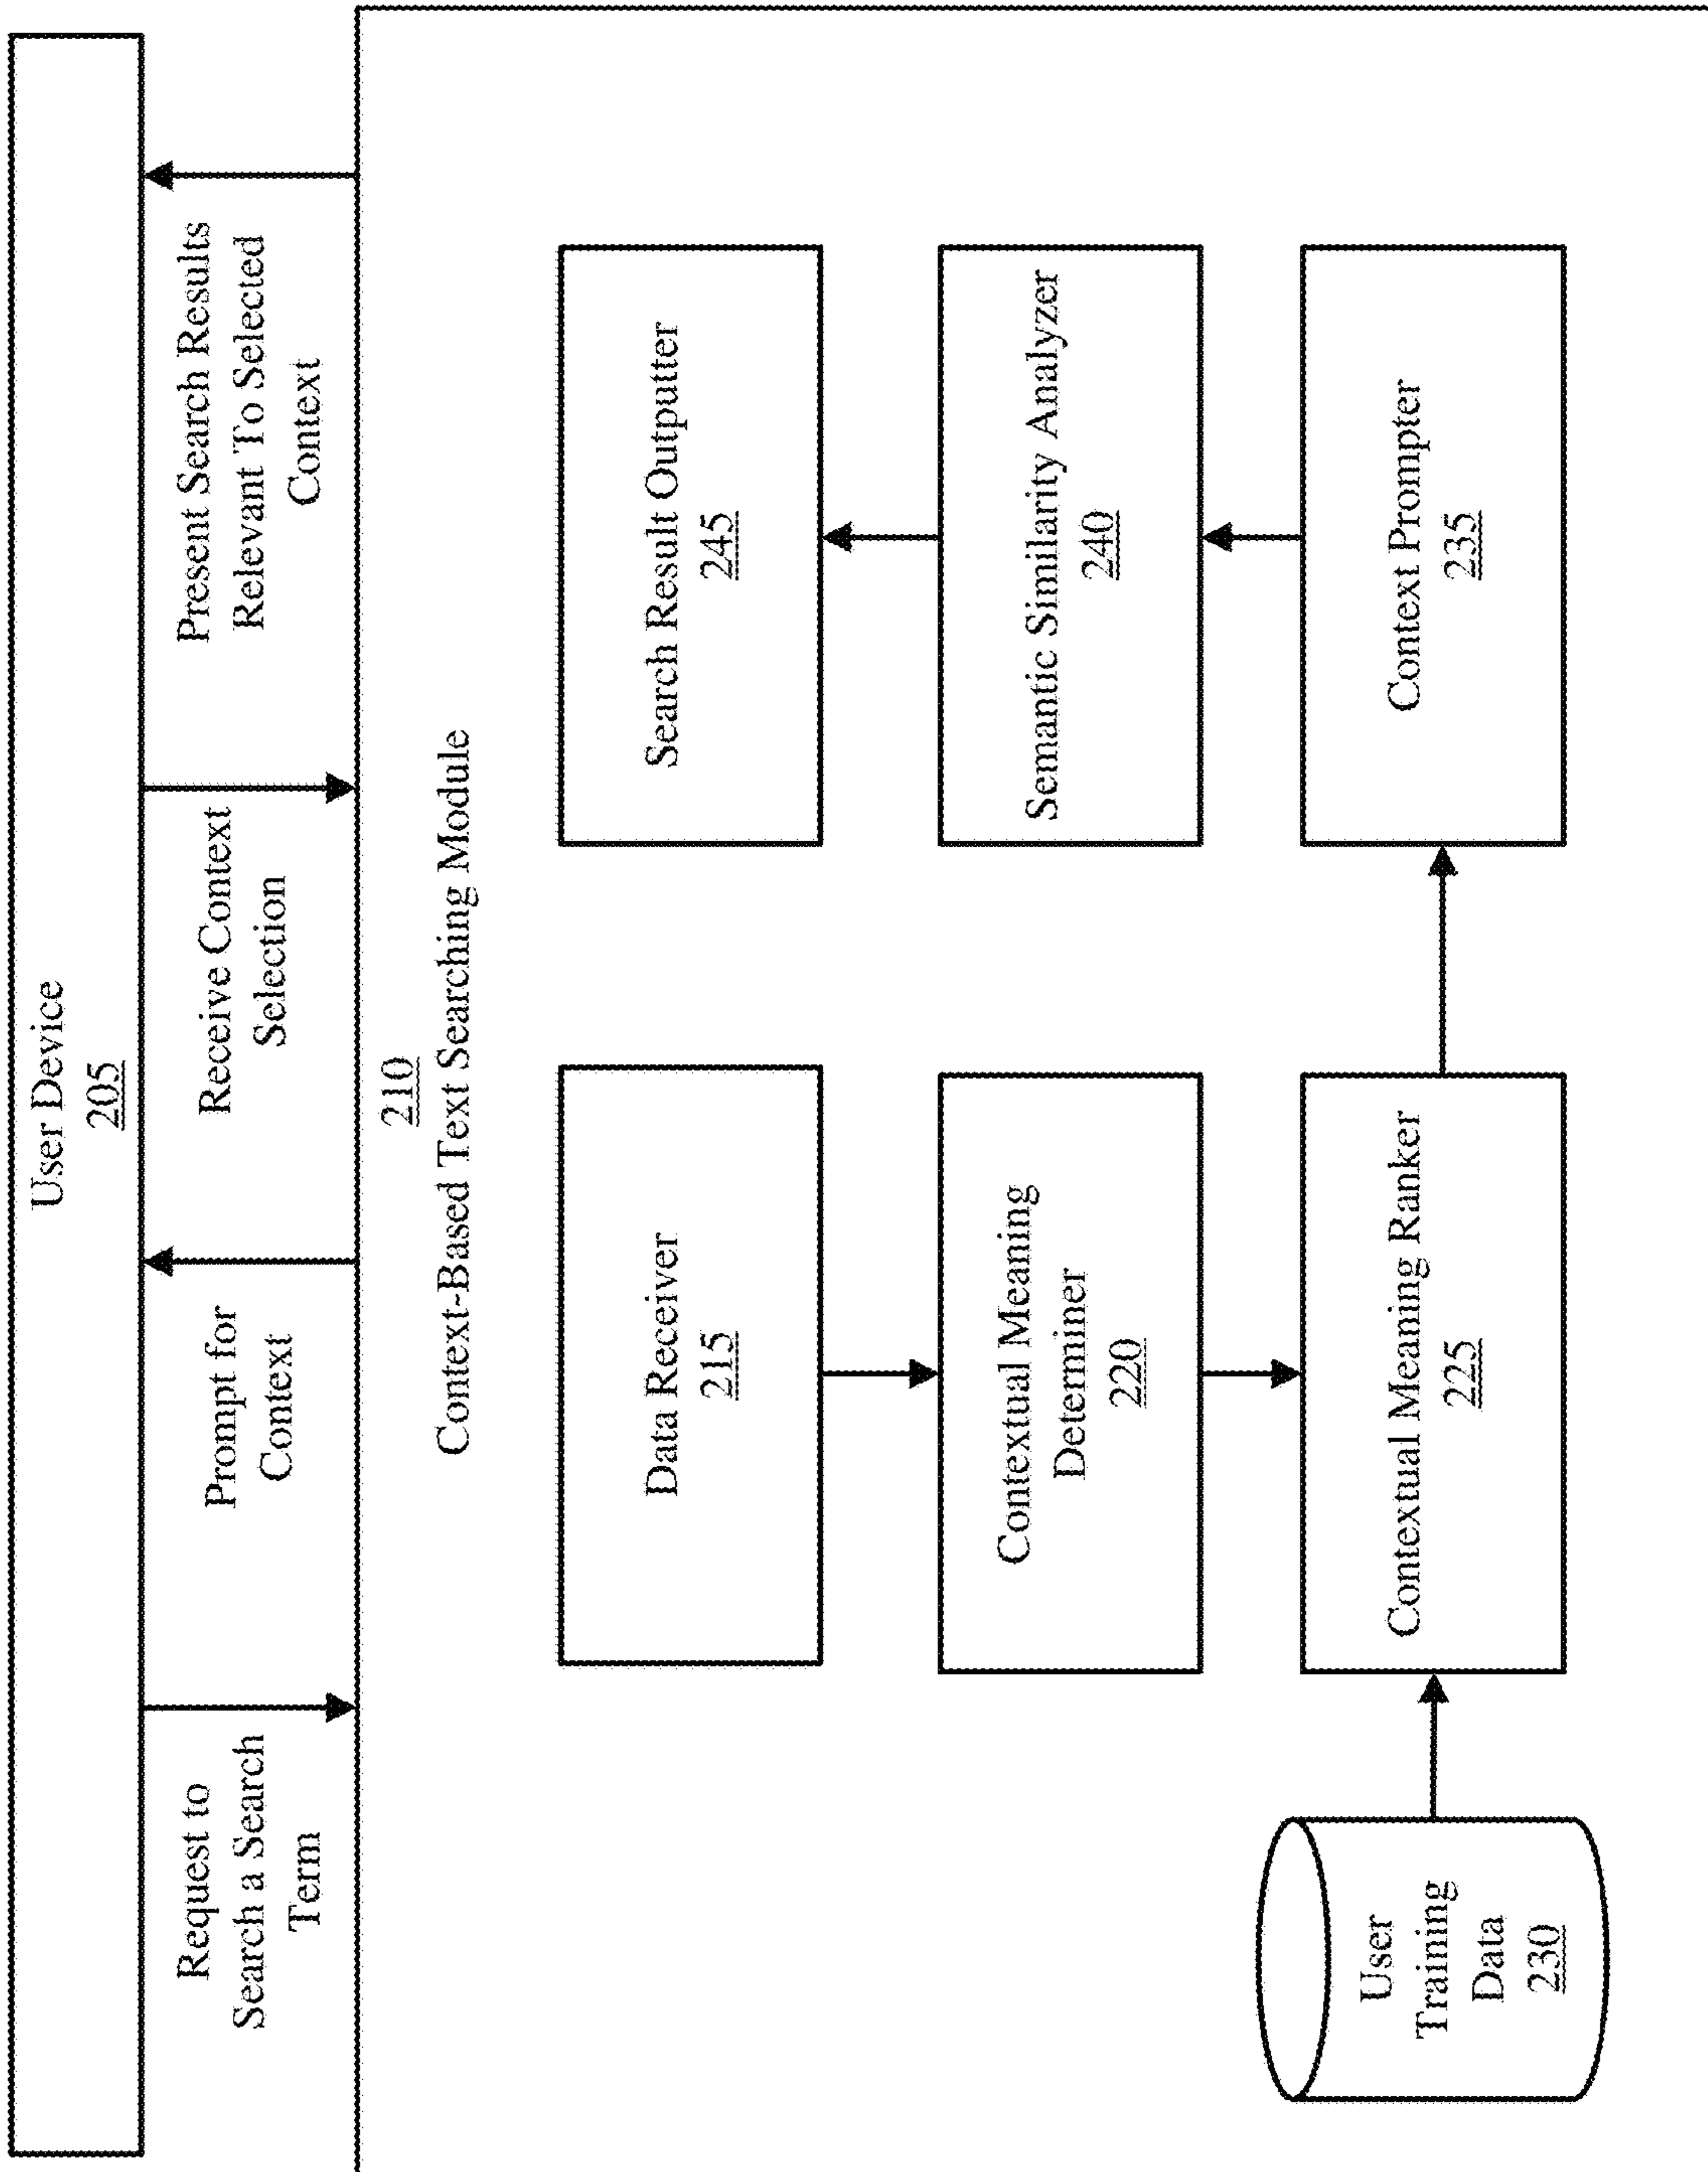 User Device
205
Request to
Search a Search
Term
Prompt for
Context
Receive Context
Selection
Present Search Results
Relevant To Selected
Context
210
Context-Based Text Searching Module
Data Receiver
215
Search Result Outputter
245
Contextual Meaning
Determiner
220
Semantic Similarity Analyzer
240
User
Training
Data
230
Contextual Meaning Ranker
225
Context Prompter
235